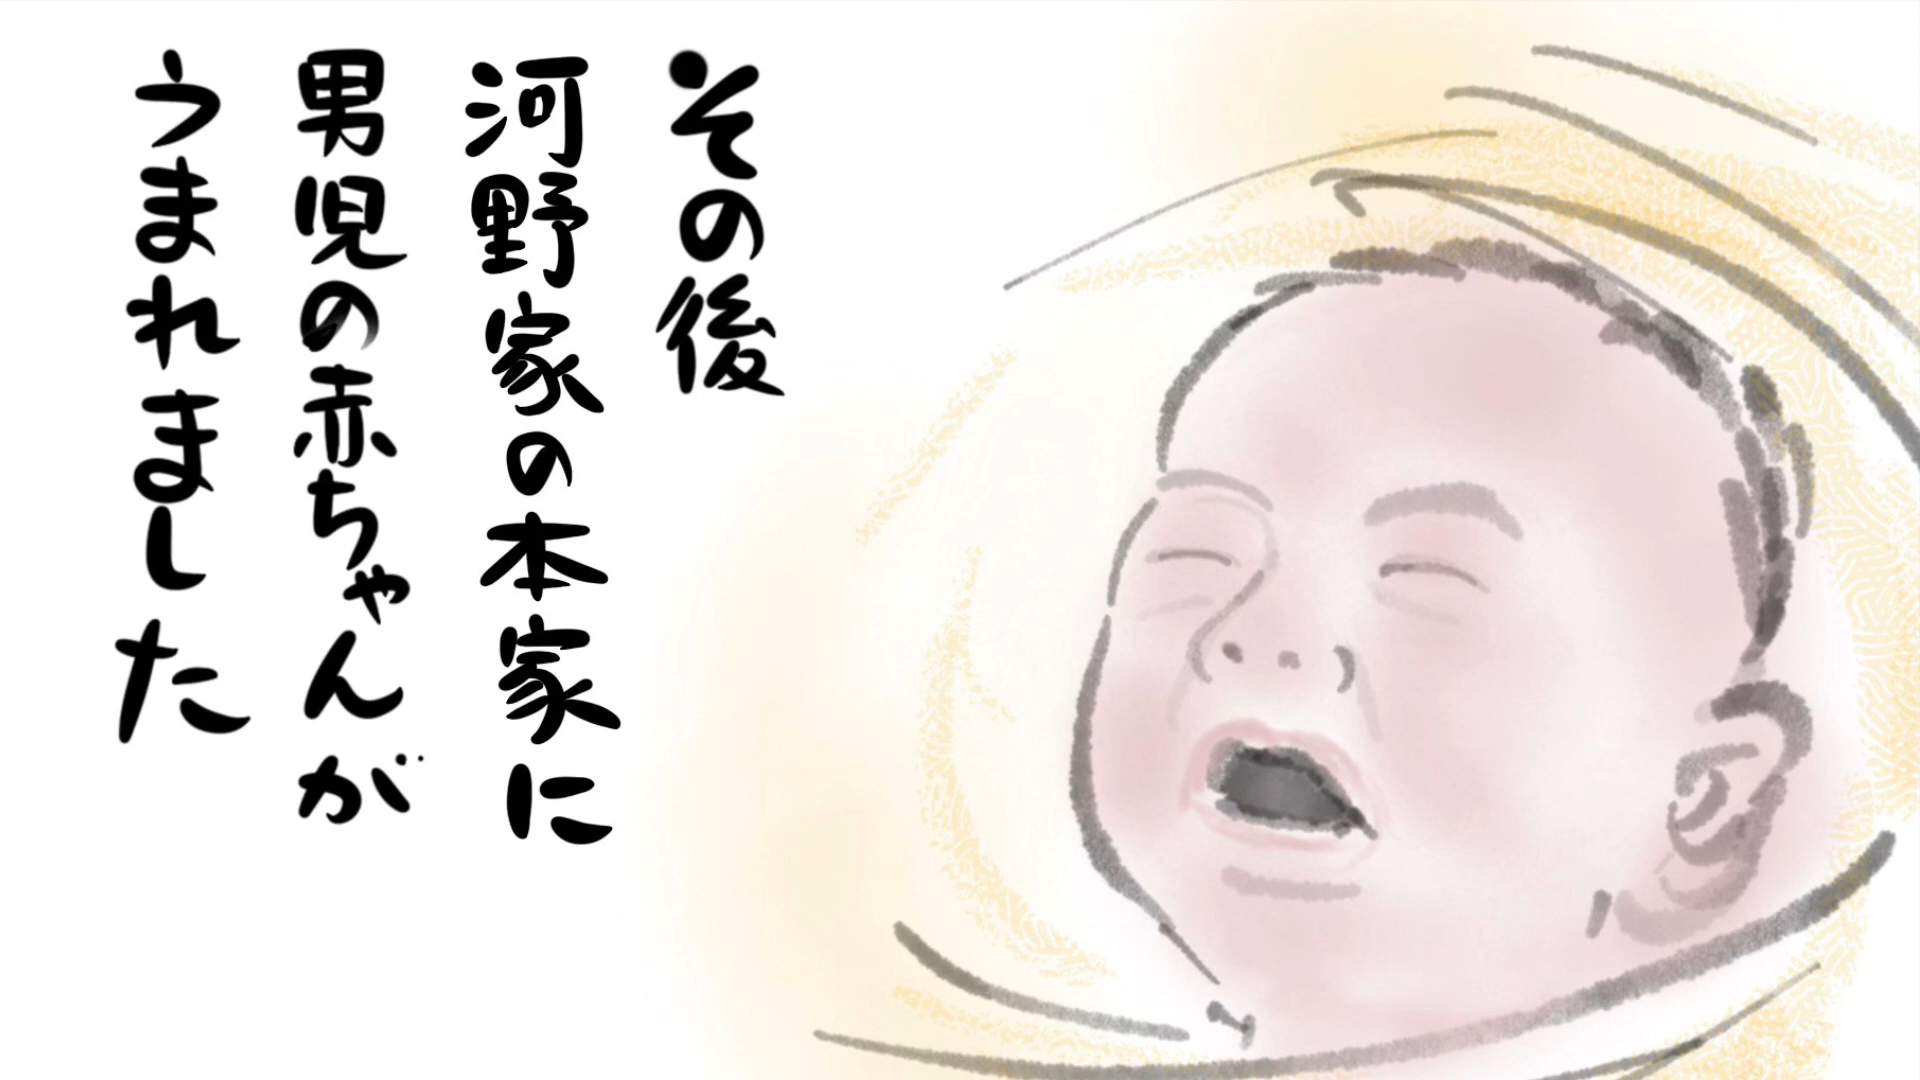 その後
河野家の本家に
男児の赤ちゃんが
うまれました